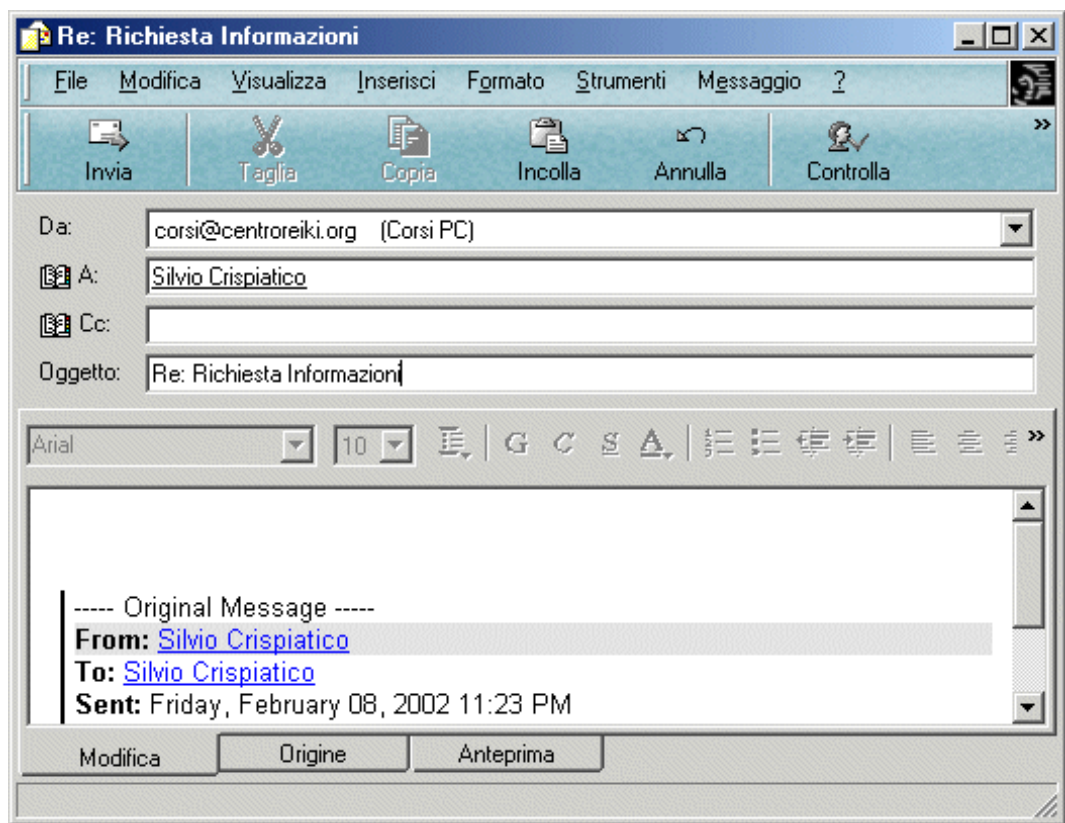 Re: Richiesta Informazioni
File Modifica Visualizza Inserisci Formato Strumenti Messaggio ?
Invia Taglia Copia Incolla Annulla Controlla »
Da: corsi@centroreiki.org (Corsi PC)
A: Silvio Crispiatico
Cc:
Oggetto: Re: Richiesta Informazioni
Arial 10 G C S A »
----- Original Message -----
From: Silvio Crispiatico
To: Silvio Crispiatico
Sent: Friday, February 08, 2002 11:23 PM
Modifica Origine Anteprima